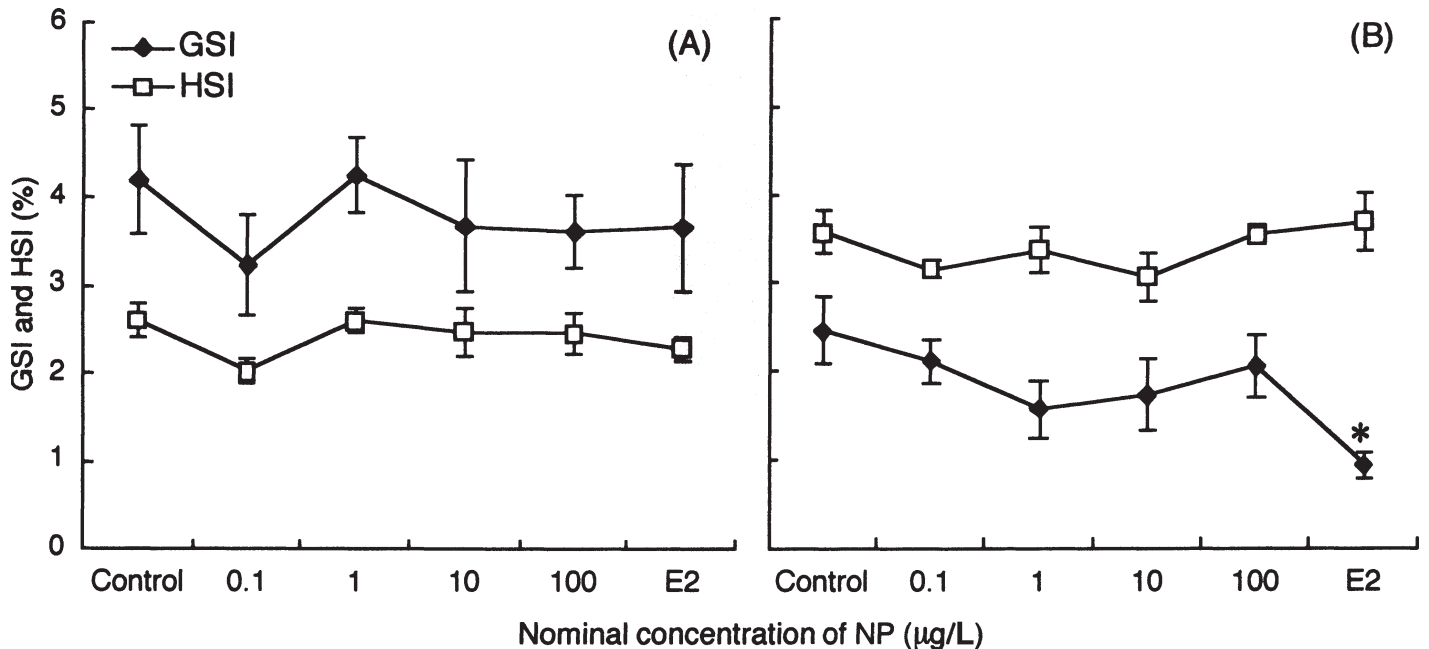 GSI
HSI
(A)
(B)
GSI and HSI (%)
6
5
4
3
2
1
0
*
Control 0.1 1 10 100 E2
Control 0.1 1 10 100 E2
Nominal concentration of NP (μg/L)